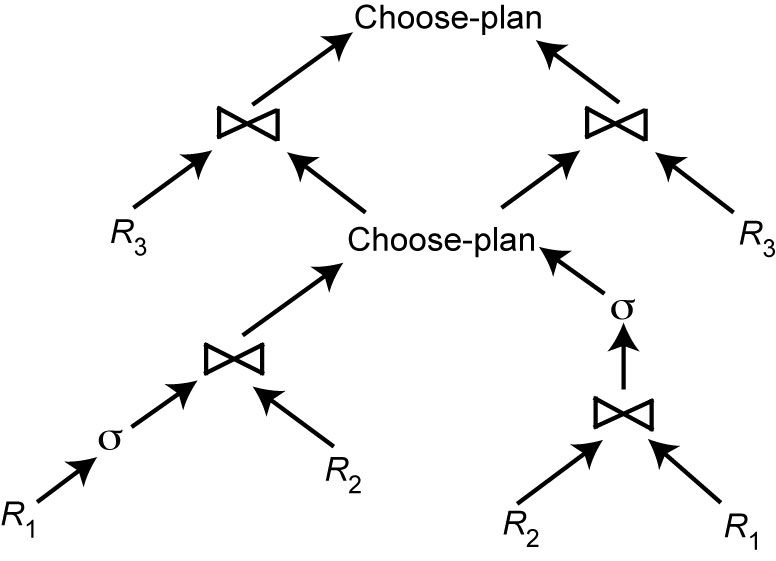 Choose-plan
⋈ ⋈
R3 R3
Choose-plan
σ
⋈
⋈
σ
R2
R1
R2 R1